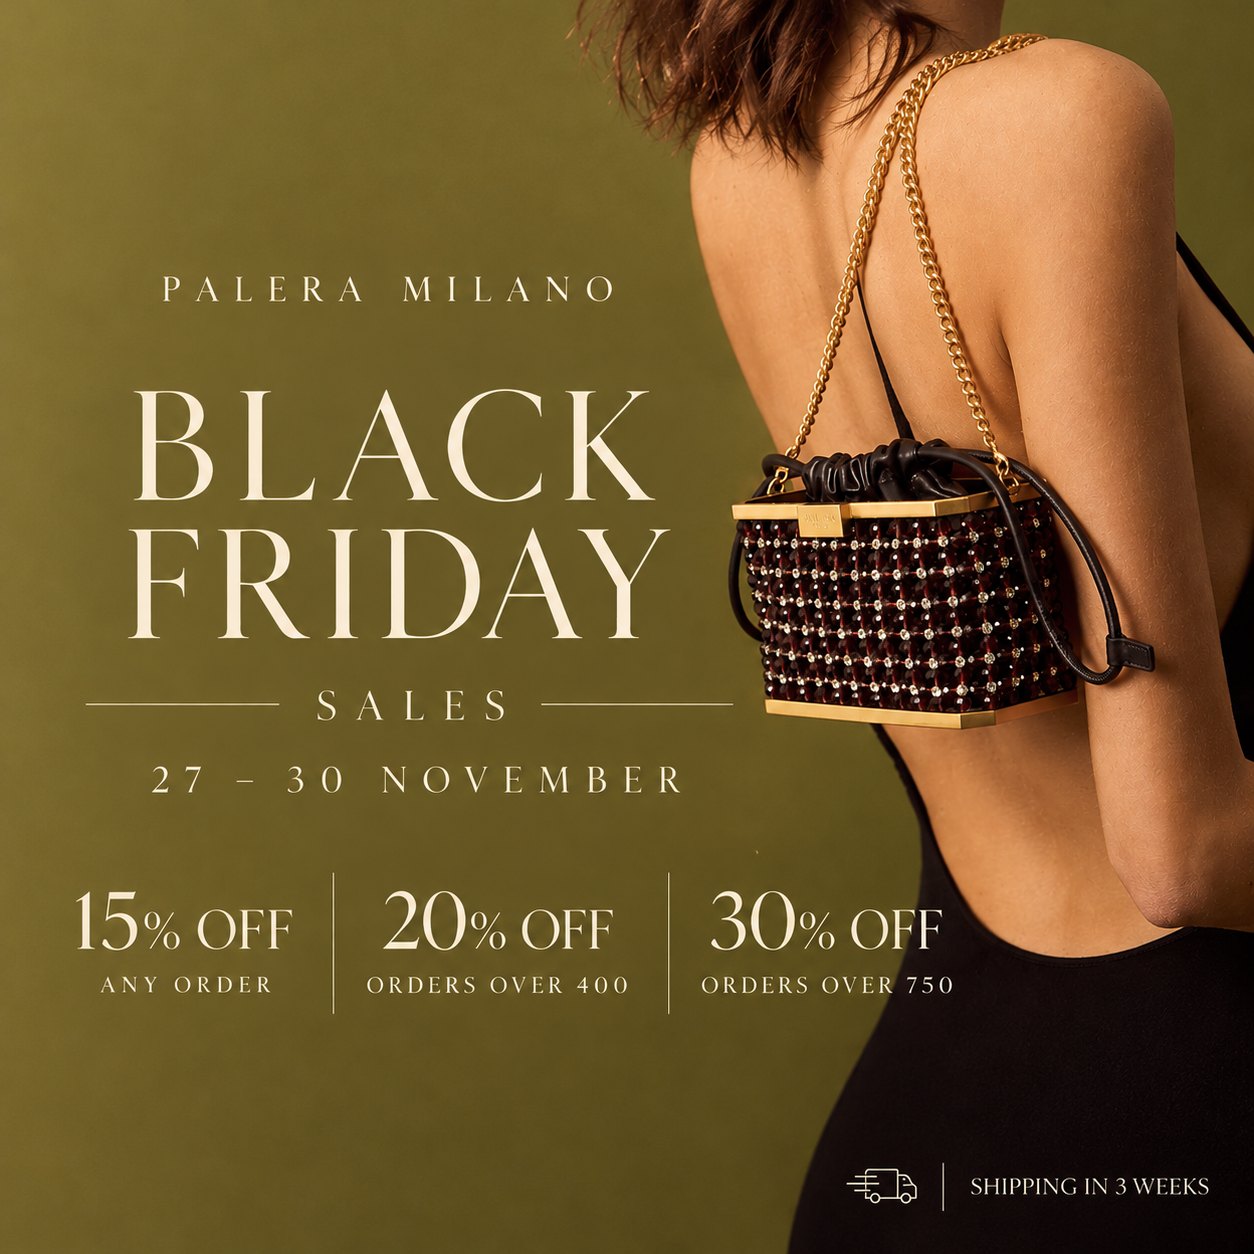 PALERA MILANO
BLACK
FRIDAY
SALES
27 – 30 NOVEMBER
15% OFF
ANY ORDER
20% OFF
ORDERS OVER 400
30% OFF
ORDERS OVER 750
SHIPPING IN 3 WEEKS